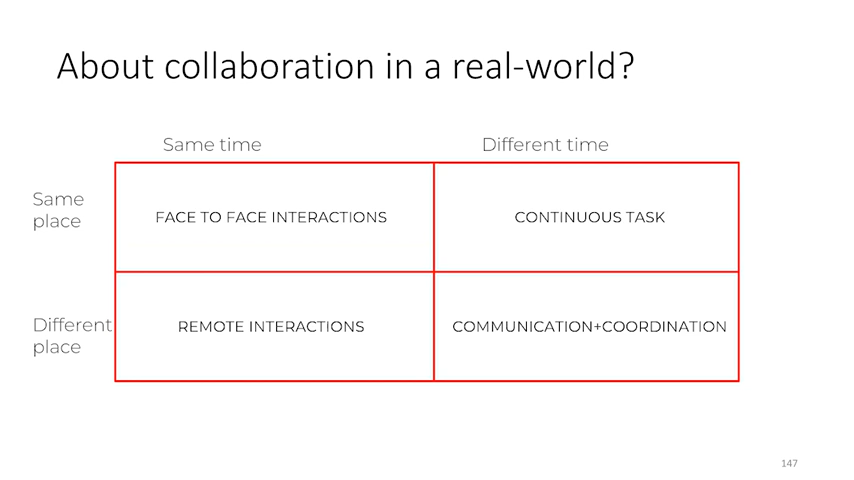 About collaboration in a real-world?
Same time
Different time
Same
place
FACE TO FACE INTERACTIONS
CONTINUOUS TASK
Different
place
REMOTE INTERACTIONS
COMMUNICATION+COORDINATION
147